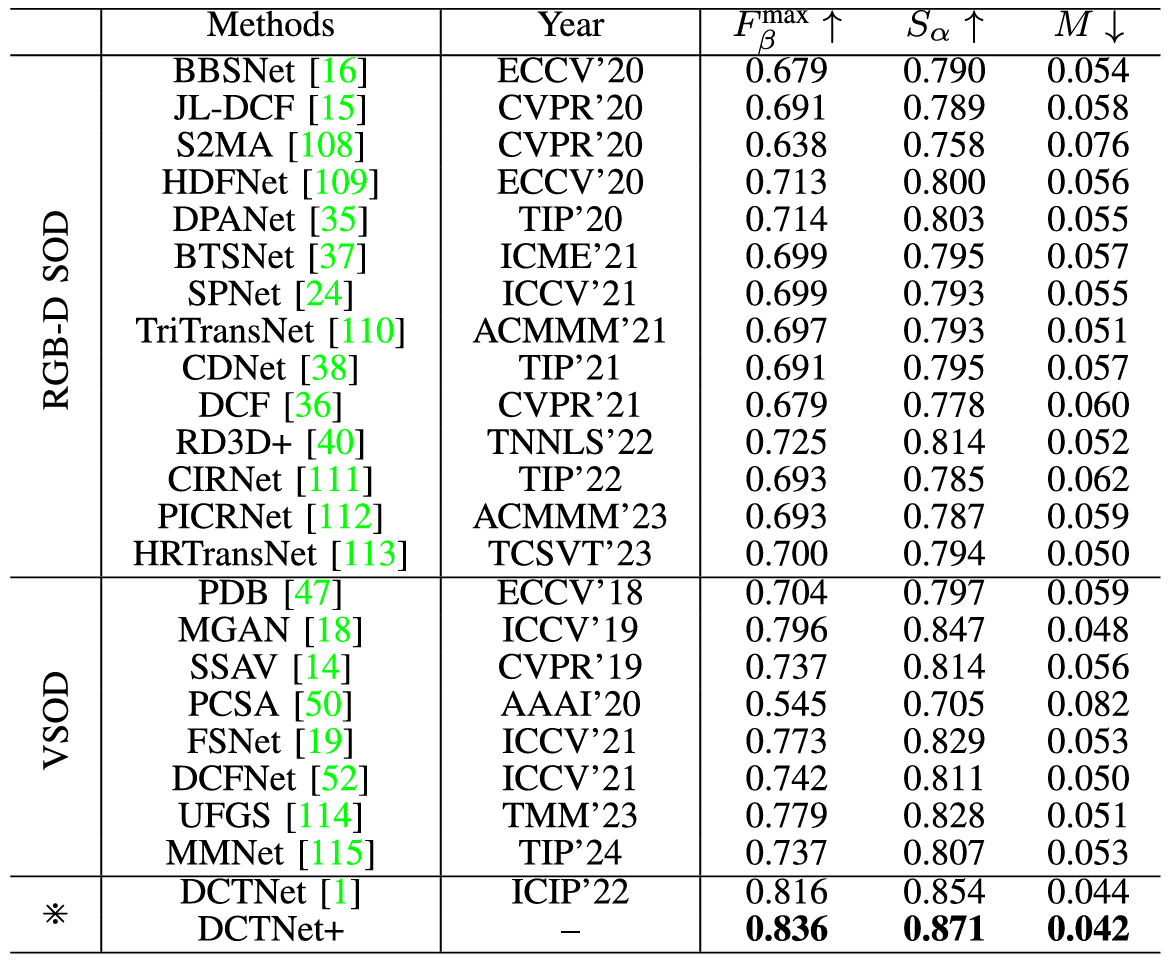 Methods Year F_β^max ↑ S_α ↑ M ↓
RGB-D SOD
BBSNet [16] ECCV’20 0.679 0.790 0.054
JL-DCF [15] CVPR’20 0.691 0.789 0.058
S2MA [108] CVPR’20 0.638 0.758 0.076
HDFNet [109] ECCV’20 0.713 0.800 0.056
DPANet [35] TIP’20 0.714 0.803 0.055
BTSNet [37] ICME’21 0.699 0.795 0.057
SPNet [24] ICCV’21 0.699 0.793 0.055
TriTransNet [110] ACMMM’21 0.697 0.793 0.051
CDNet [38] TIP’21 0.691 0.795 0.057
DCF [36] CVPR’21 0.679 0.778 0.060
RD3D+ [40] TNNLS’22 0.725 0.814 0.052
CIRNet [111] TIP’22 0.693 0.785 0.062
PICRNet [112] ACMMM’23 0.693 0.787 0.059
HRTransNet [113] TCSVT’23 0.700 0.794 0.050
VSOD
PDB [47] ECCV’18 0.704 0.797 0.059
MGAN [18] ICCV’19 0.796 0.847 0.048
SSAV [14] CVPR’19 0.737 0.814 0.056
PCSA [50] AAAI’20 0.545 0.705 0.082
FSNet [19] ICCV’21 0.773 0.829 0.053
DCFNet [52] ICCV’21 0.742 0.811 0.050
UFGS [114] TMM’23 0.779 0.828 0.051
MMNet [115] TIP’24 0.737 0.807 0.053
※
DCTNet [1] ICIP’22 0.816 0.854 0.044
DCTNet+ – 0.836 0.871 0.042